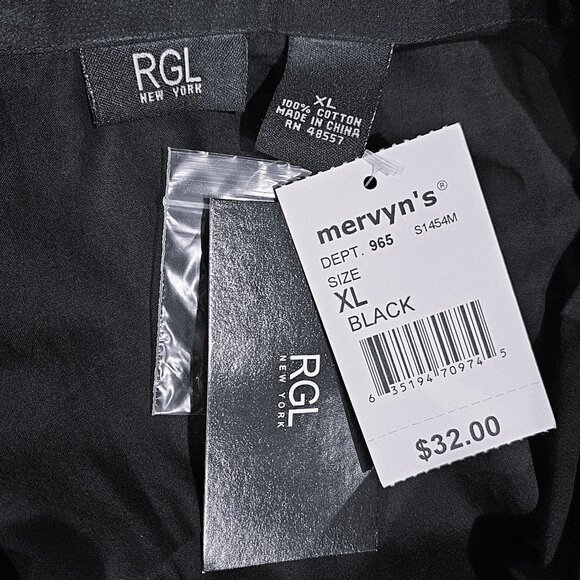 RGL
NEW YORK
XL
100% COTTON
MADE IN CHINA
RN 48557
mervyn's®
DEPT. 965 S1454M
SIZE
XL
BLACK
6 35194 70974 5
$32.00
RGL
NEW YORK